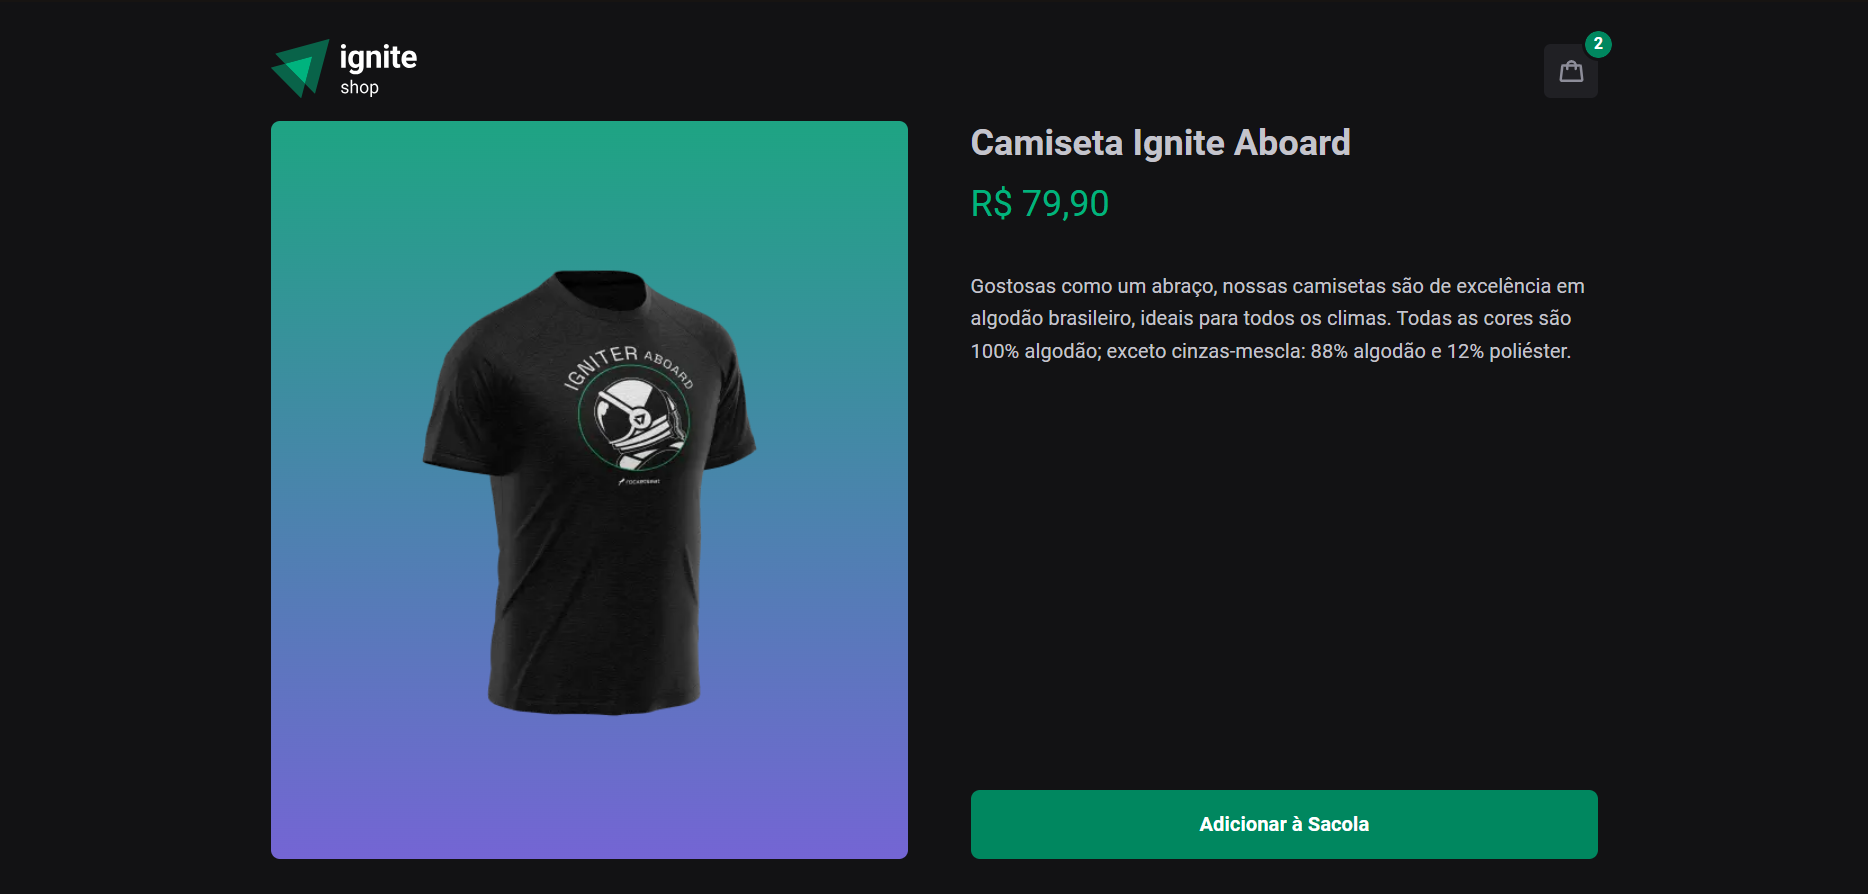 ignite
shop
2
Camiseta Ignite Aboard
R$ 79,90
Gostosas como um abraço, nossas camisetas são de excelência em
algodão brasileiro, ideais para todos os climas. Todas as cores são
100% algodão; exceto cinzas-mescla: 88% algodão e 12% poliéster.
IGNITER ABOARD
Adicionar à Sacola